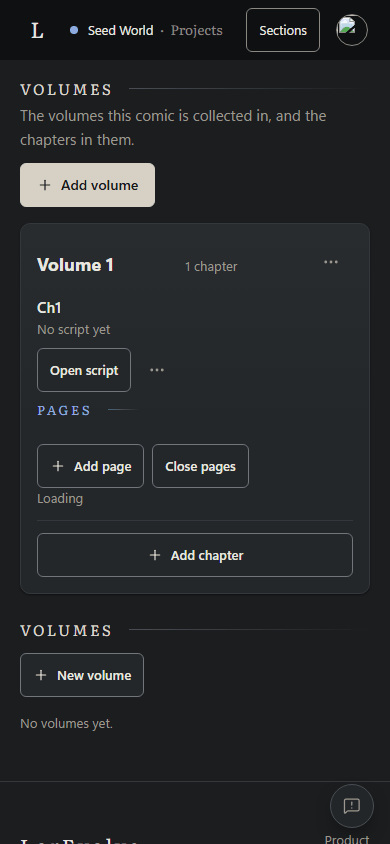 L
Seed World · Projects
Sections
VOLUMES
The volumes this comic is collected in, and the
chapters in them.
+ Add volume
Volume 1
1 chapter
...
Ch1
No script yet
Open script
...
PAGES
+ Add page
Close pages
Loading
+ Add chapter
VOLUMES
+ New volume
No volumes yet.
Product